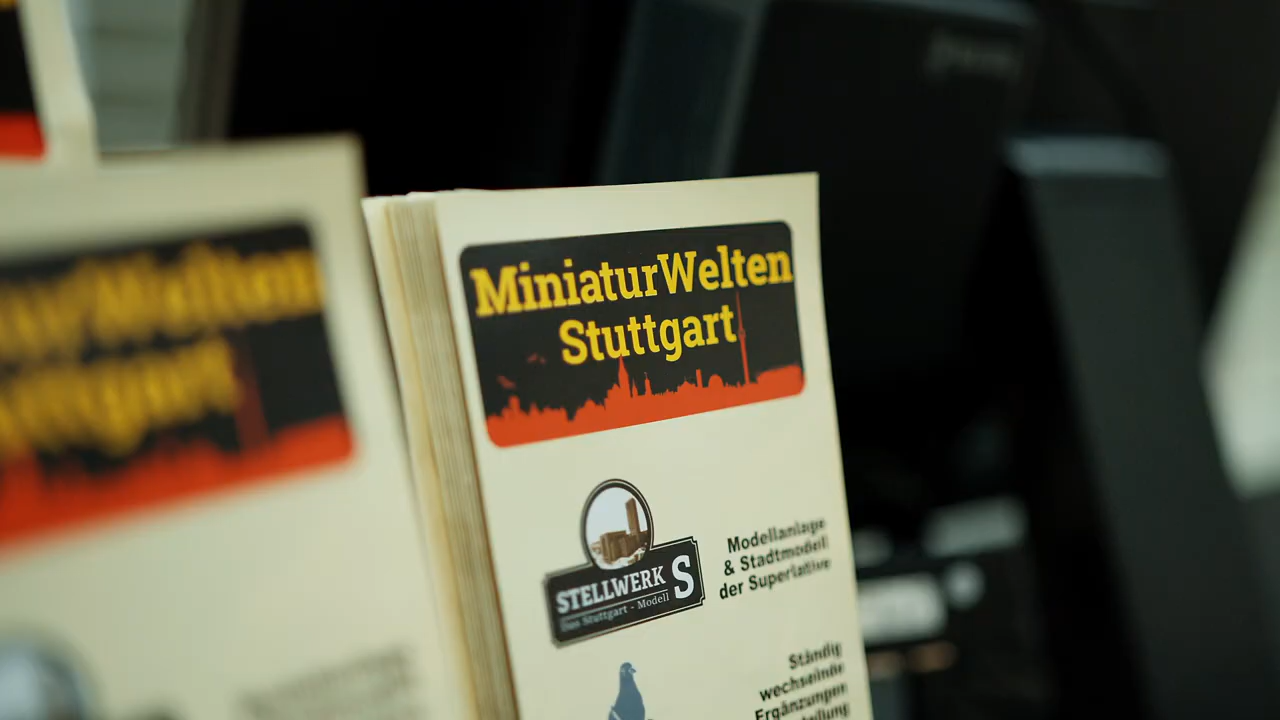 MiniaturWelten
Stuttgart
STELLWERK S
Das Stuttgart - Modell
Modellanlage
& Stadtmodell
der Superlative
Ständig
wechselnde
Ergänzungen